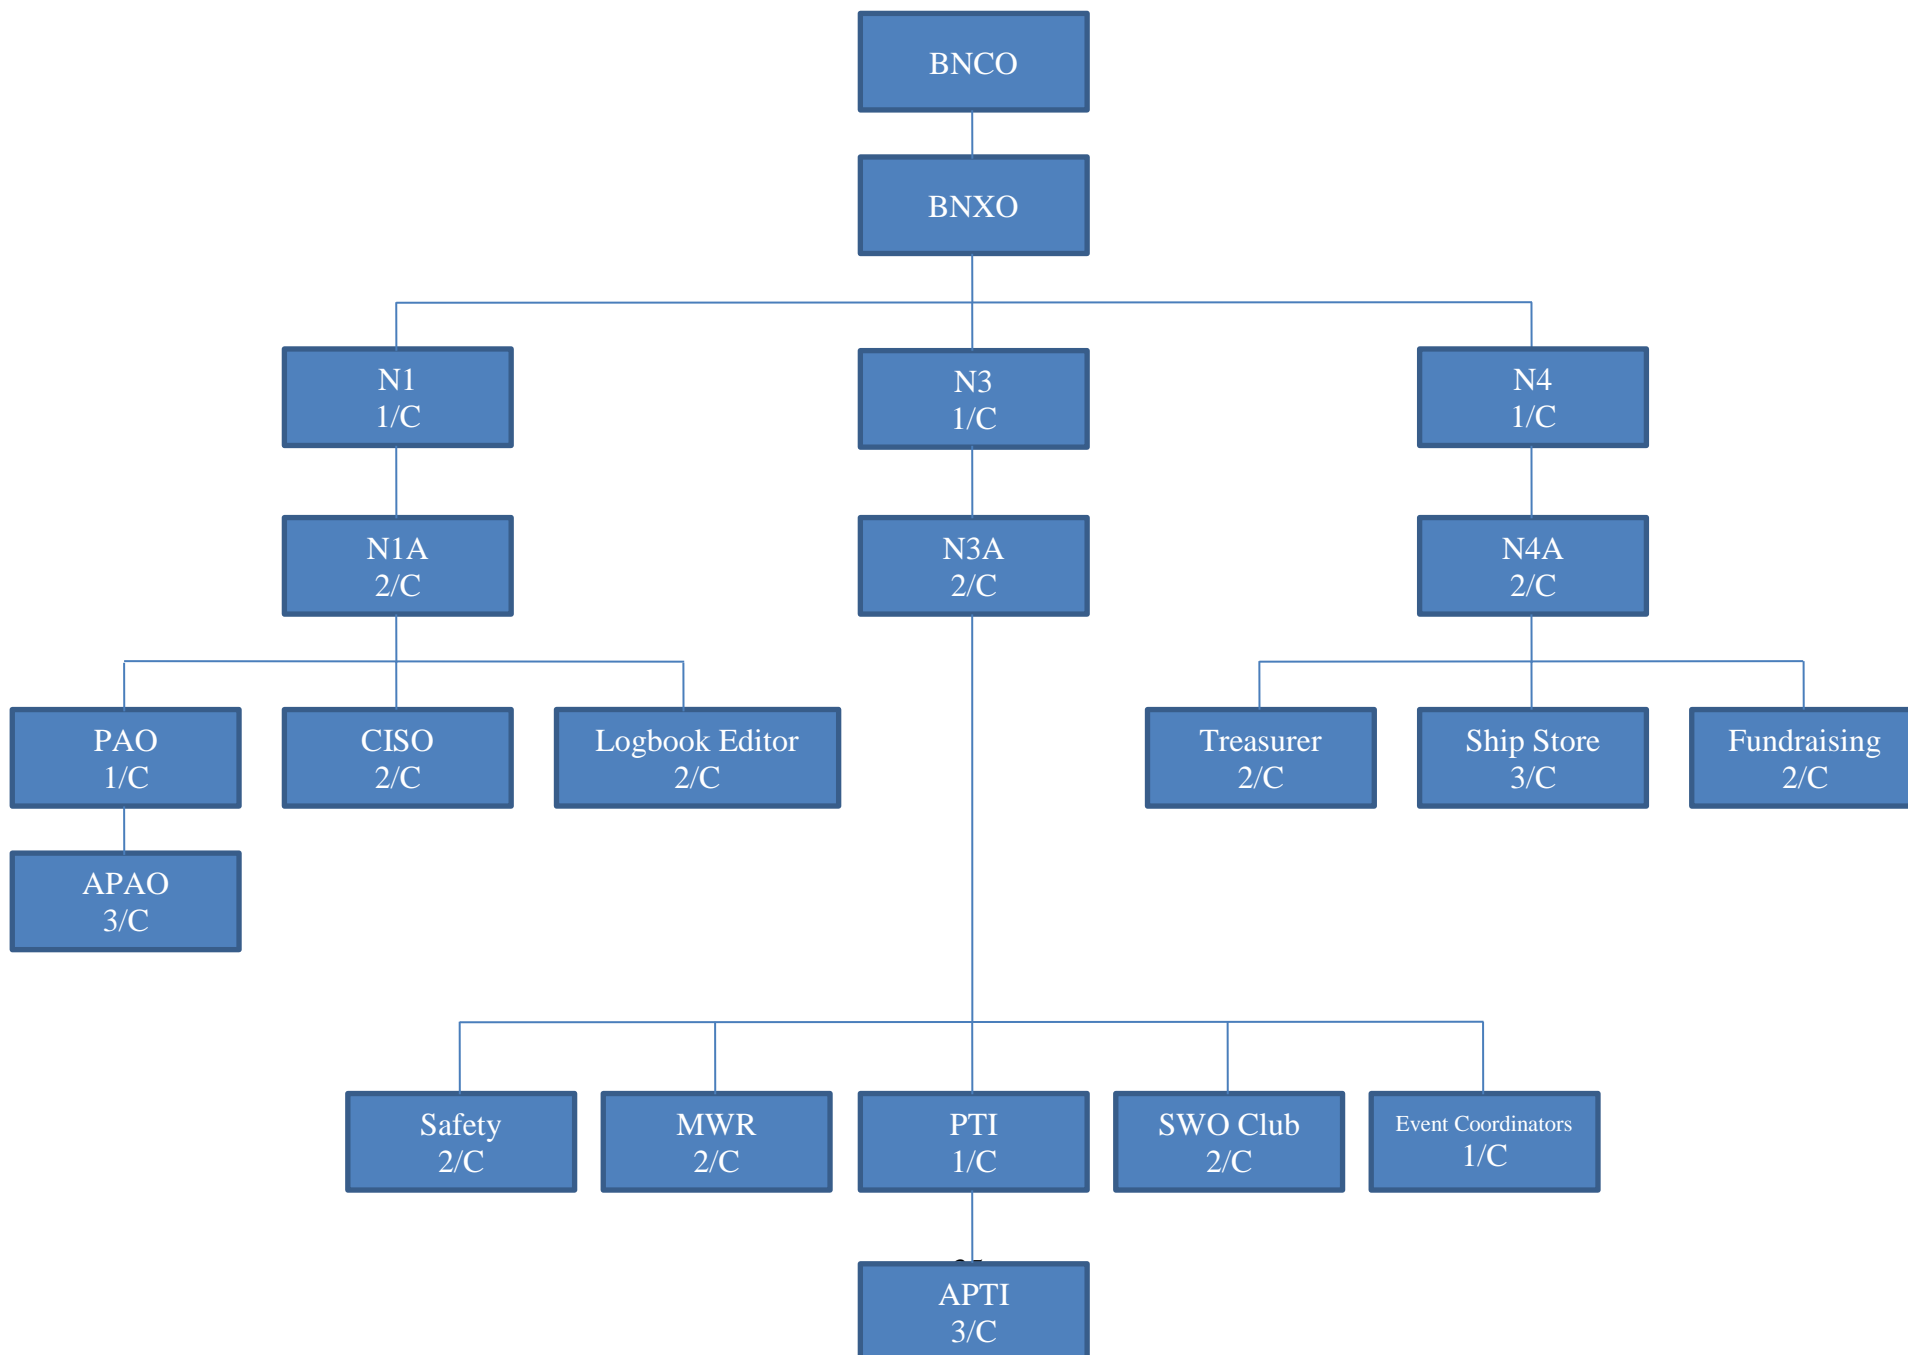 BNCO
BNXO
N1
1/C
N3
1/C
N4
1/C
N1A
2/C
N3A
2/C
N4A
2/C
PAO
1/C
CISO
2/C
Logbook Editor
2/C
Treasurer
2/C
Ship Store
3/C
Fundraising
2/C
APAO
3/C
Safety
2/C
MWR
2/C
PTI
1/C
SWO Club
2/C
Event Coordinators
1/C
APTI
3/C